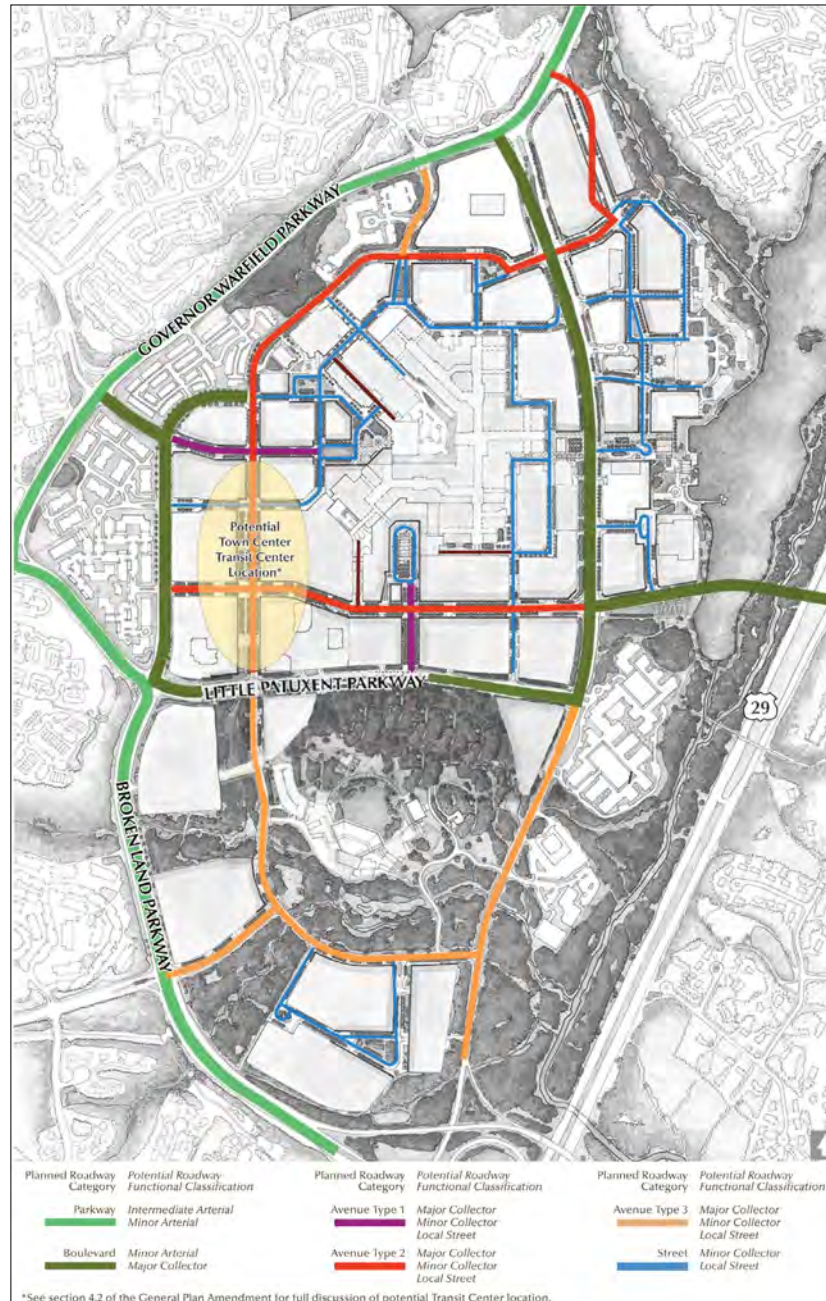 GOVERNOR WARFIELD PARKWAY
Potential
Town Center
Transit Center
Location*
LITTLE PATUXENT PARKWAY
29
BROKEN LAND PARKWAY
Planned Roadway
Category
Potential Roadway
Functional Classification
Parkway
Intermediate Arterial
Minor Arterial
Boulevard
Minor Arterial
Major Collector
Planned Roadway
Category
Potential Roadway
Functional Classification
Avenue Type 1
Major Collector
Minor Collector
Local Street
Avenue Type 2
Major Collector
Minor Collector
Local Street
Planned Roadway
Category
Potential Roadway
Functional Classification
Avenue Type 3
Major Collector
Minor Collector
Local Street
Street
Minor Collector
Local Street
*See section 4.2 of the General Plan Amendment for full discussion of potential Transit Center location.